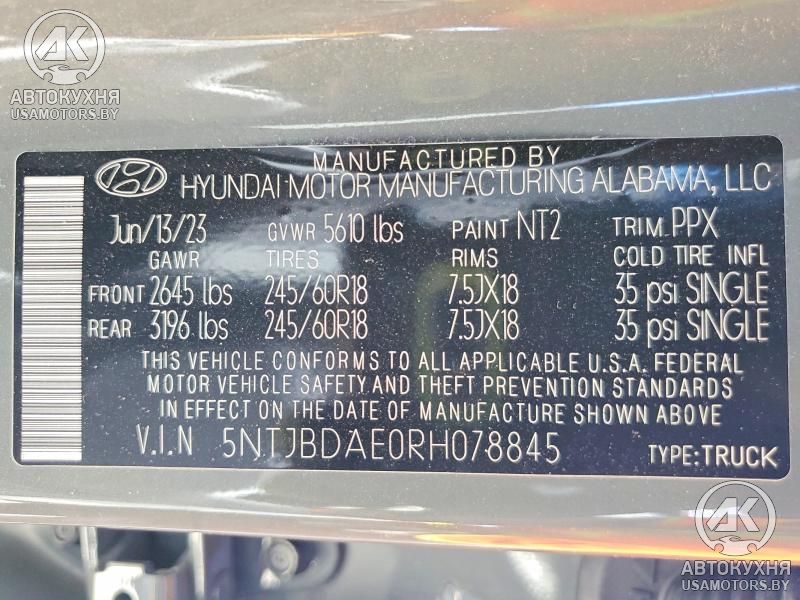 AK
АВТОКУХНЯ
USAMOTORS.BY
MANUFACTURED BY
HYUNDAI MOTOR MANUFACTURING ALABAMA, LLC
Jun/13/23 GVWR 5610 lbs PAINT NT2 TRIM PPX
GAWR TIRES RIMS COLD TIRE INFL
FRONT 2645 lbs 245/60R18 7.5JX18 35 psi SINGLE
REAR 3196 lbs 245/60R18 7.5JX18 35 psi SINGLE
THIS VEHICLE CONFORMS TO ALL APPLICABLE U.S.A. FEDERAL
MOTOR VEHICLE SAFETY AND THEFT PREVENTION STANDARDS
IN EFFECT ON THE DATE OF MANUFACTURE SHOWN ABOVE
V.I.N 5NTJBDAE0RH078845 TYPE:TRUCK
AK
АВТОКУХНЯ
USAMOTORS.BY